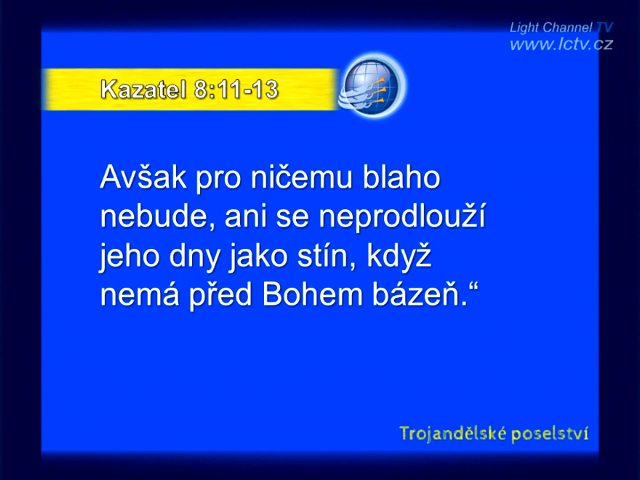 Light Channel TV
www.lctv.cz
Kazatel 8:11-13
Avšak pro ničemu blaho
nebude, ani se neprodlouží
jeho dny jako stín, když
nemá před Bohem bázeň.“
Trojandělské poselství